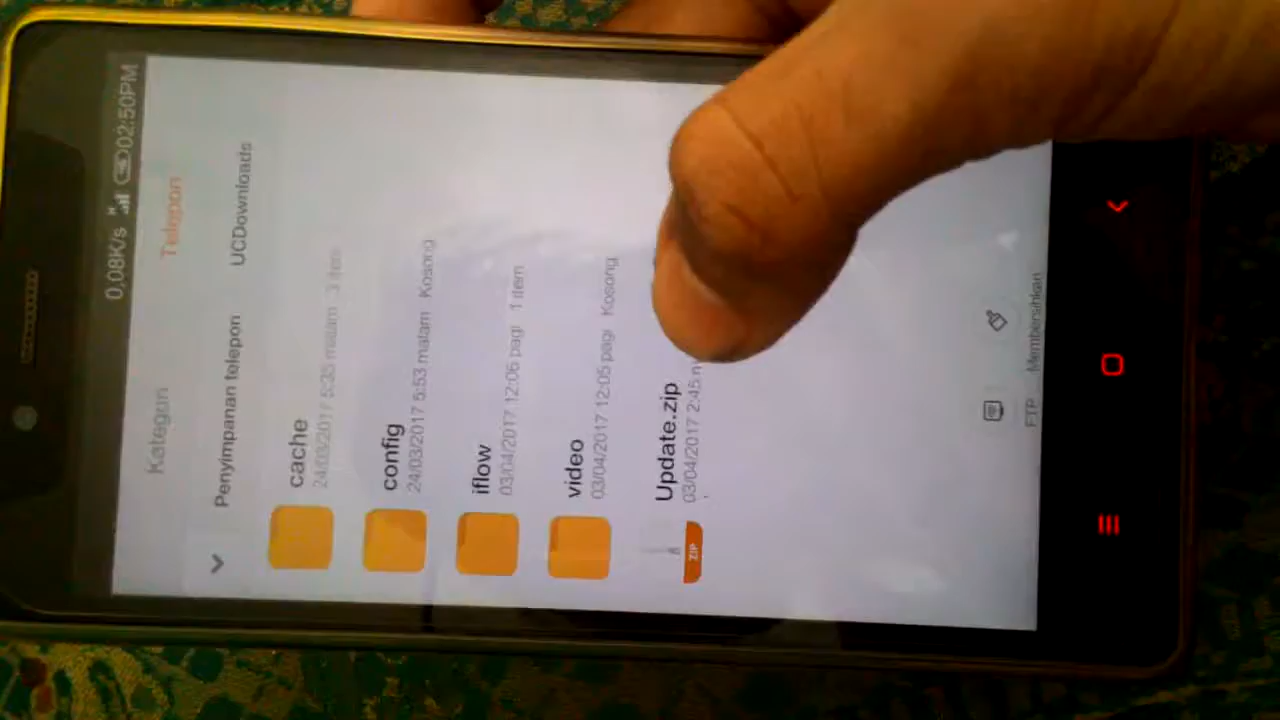 0,08K/s H 02:50PM
Kategori Telepon
Penyimpanan telepon UCDownloads
cache
24/03/2017 5:35 malam 3 item
config
24/03/2017 5:53 malam Kosong
iflow
03/04/2017 12:06 pagi 1 item
video
03/04/2017 12:05 pagi Kosong
Update.zip
03/04/2017 2:45
ZIP
FTP Membersihkan